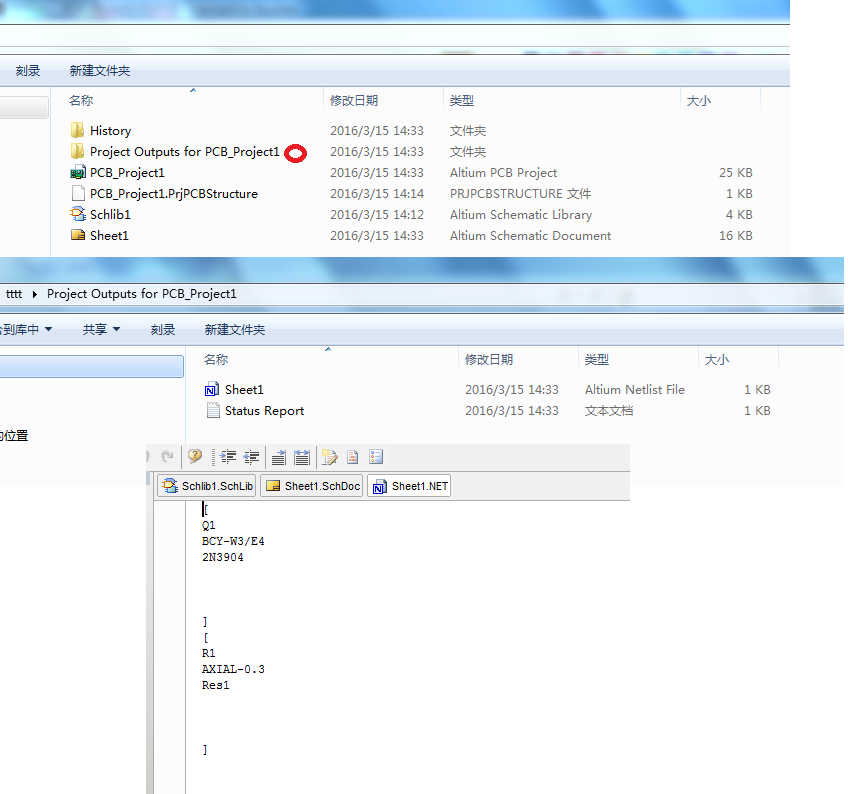 刻录 新建文件夹
名称 修改日期 类型 大小
History 2016/3/15 14:33 文件夹
Project Outputs for PCB_Project1 2016/3/15 14:33 文件夹
PCB_Project1 2016/3/15 14:33 Altium PCB Project 25 KB
PCB_Project1.PrjPCBStructure 2016/3/15 14:14 PRJPCBSTRUCTURE 文件 1 KB
Schlib1 2016/3/15 14:12 Altium Schematic Library 4 KB
Sheet1 2016/3/15 14:33 Altium Schematic Document 16 KB
tttt Project Outputs for PCB_Project1
到库中 共享 刻录 新建文件夹
名称 修改日期 类型 大小
Sheet1 2016/3/15 14:33 Altium Netlist File 1 KB
Status Report 2016/3/15 14:33 文本文档 1 KB
位置
Schlib1.SchLib Sheet1.SchDoc Sheet1.NET
[
Q1
BCY-W3/E4
2N3904
]
[
R1
AXIAL-0.3
Res1
]